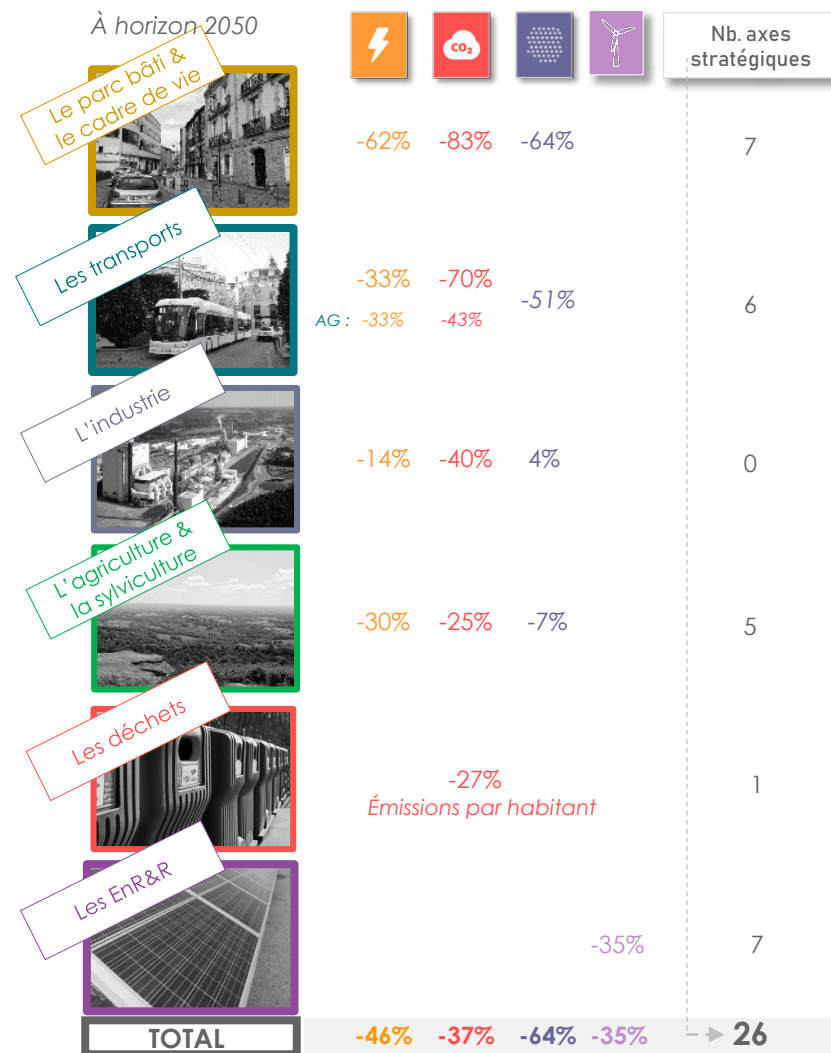 À horizon 2050
CO₂
Nb. axes
stratégiques
Le parc bâti &
le cadre de vie
-62% -83% -64% 7
Les transports
-33% -70% -51% 6
AG : -33% -43%
L'industrie
-14% -40% 4% 0
L'agriculture &
la sylviculture
-30% -25% -7% 5
Les déchets
-27% 1
Émissions par habitant
Les EnR&R
-35% 7
TOTAL -46% -37% -64% -35% 26